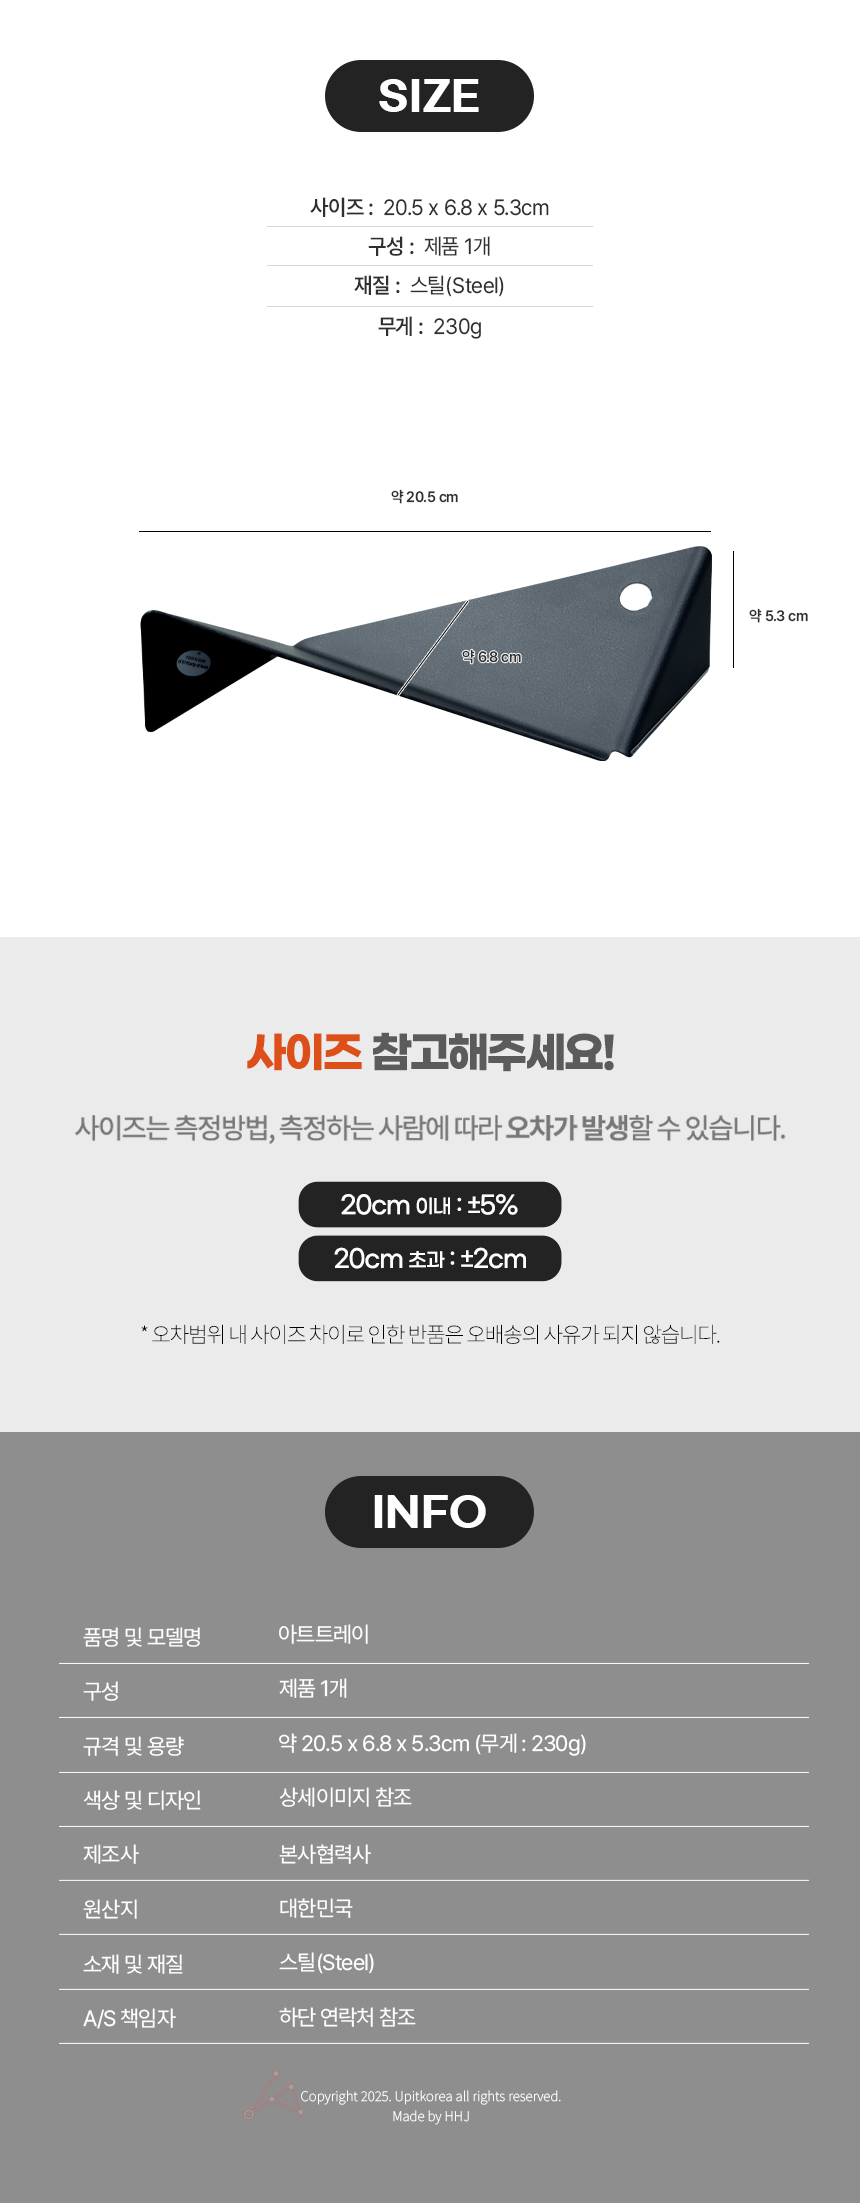 SIZE
사이즈 : 20.5 x 6.8 x 5.3cm
구성 : 제품 1개
재질 : 스틸(Steel)
무게 : 230g
약 20.5 cm
약 5.3 cm
약 6.8 cm
사이즈 참고해주세요!
사이즈는 측정방법, 측정하는 사람에 따라 오차가 발생할 수 있습니다.
20cm 이내 : ±5%
20cm 초과 : ±2cm
* 오차범위 내 사이즈 차이로 인한 반품은 오배송의 사유가 되지 않습니다.
INFO
품명 및 모델명 아트트레이
구성 제품 1개
규격 및 용량 약 20.5 x 6.8 x 5.3cm (무게 : 230g)
색상 및 디자인 상세이미지 참조
제조사 본사협력사
원산지 대한민국
소재 및 재질 스틸(Steel)
A/S 책임자 하단 연락처 참조
Copyright 2025. Upitkorea all rights reserved.
Made by HHJ